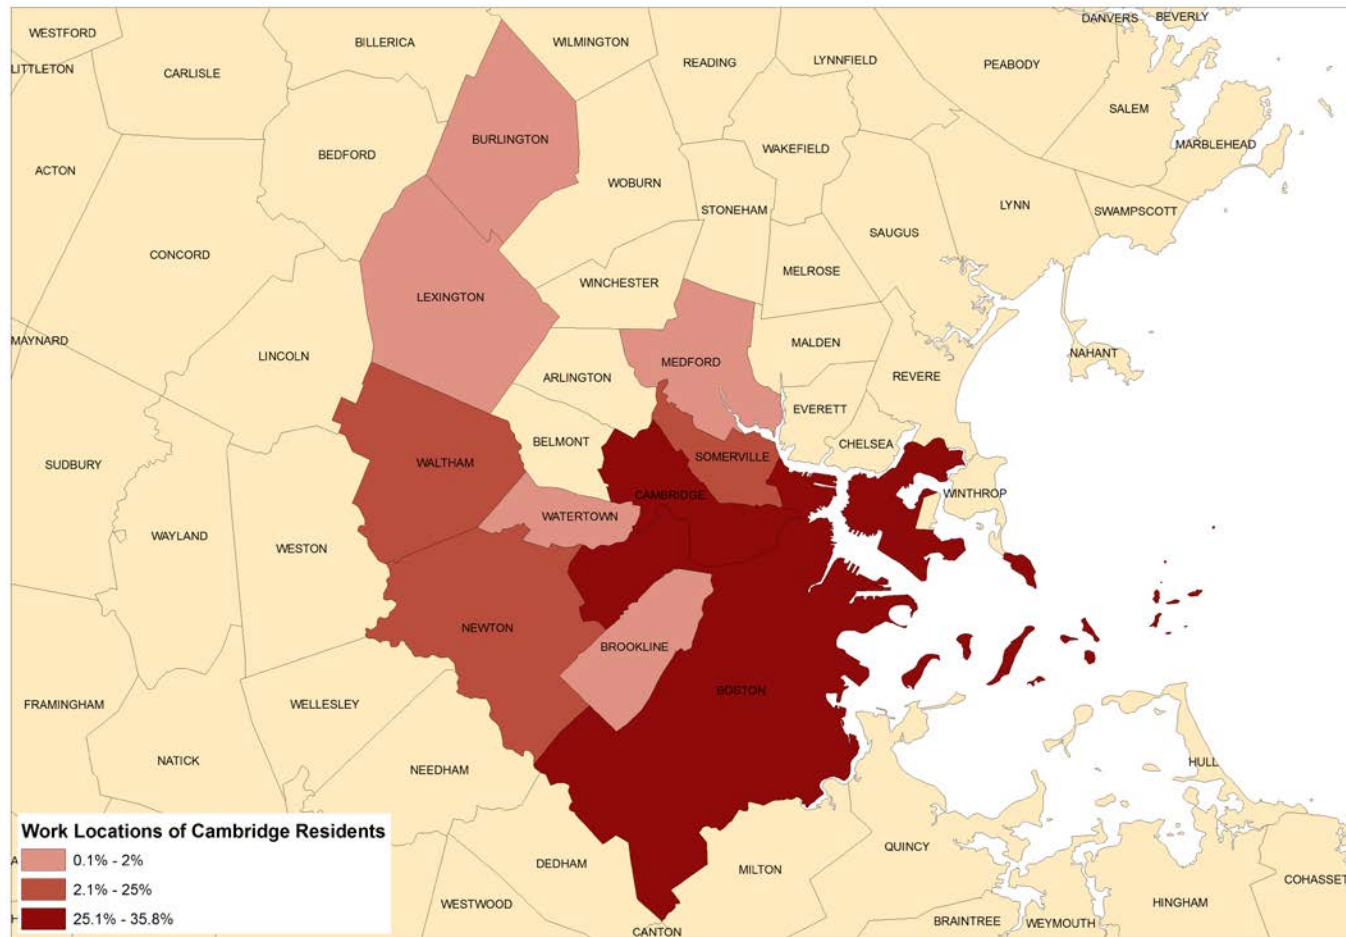 DANVERS
BEVERLY
WESTFORD
BILLERICA
WILMINGTON
READING
LYNNFIELD
PEABODY
LITTLETON
CARLISLE
SALEM
BURLINGTON
MARBLEHEAD
WAKEFIELD
BEDFORD
ACTON
WOBURN
STONEHAM
LYNN
SWAMPSCOTT
SAUGUS
CONCORD
MELROSE
WINCHESTER
LEXINGTON
MAYNARD
MALDEN
NAHANT
LINCOLN
MEDFORD
ARLINGTON
REVERE
EVERETT
BELMONT
CHELSEA
SOMERVILLE
SUDBURY
WALTHAM
CAMBRIDGE
WINTHROP
WATERTOWN
WAYLAND
WESTON
NEWTON
BROOKLINE
BOSTON
FRAMINGHAM
WELLESLEY
NATICK
NEEDHAM
HULL
Work Locations of Cambridge Residents
0.1% - 2%
2.1% - 25%
25.1% - 35.8%
QUINCY
DEDHAM
MILTON
COHASSET
WESTWOOD
HINGHAM
BRAINTREE
WEYMOUTH
CANTON